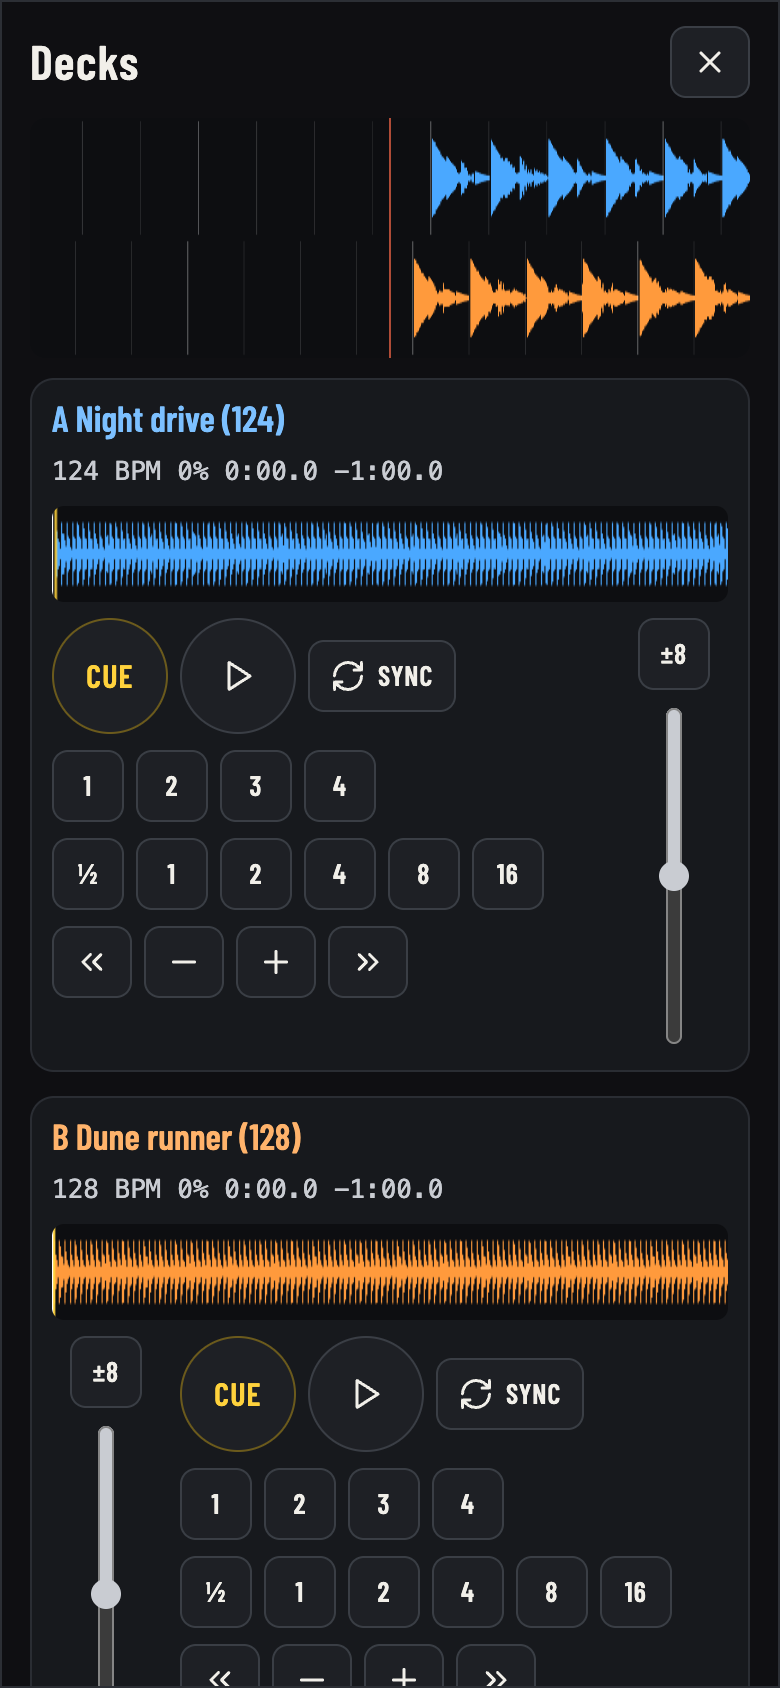 Decks
A Night drive (124)
124 BPM 0% 0:00.0 −1:00.0
CUE
SYNC
±8
1 2 3 4
½ 1 2 4 8 16
B Dune runner (128)
128 BPM 0% 0:00.0 −1:00.0
±8
CUE
SYNC
1 2 3 4
½ 1 2 4 8 16